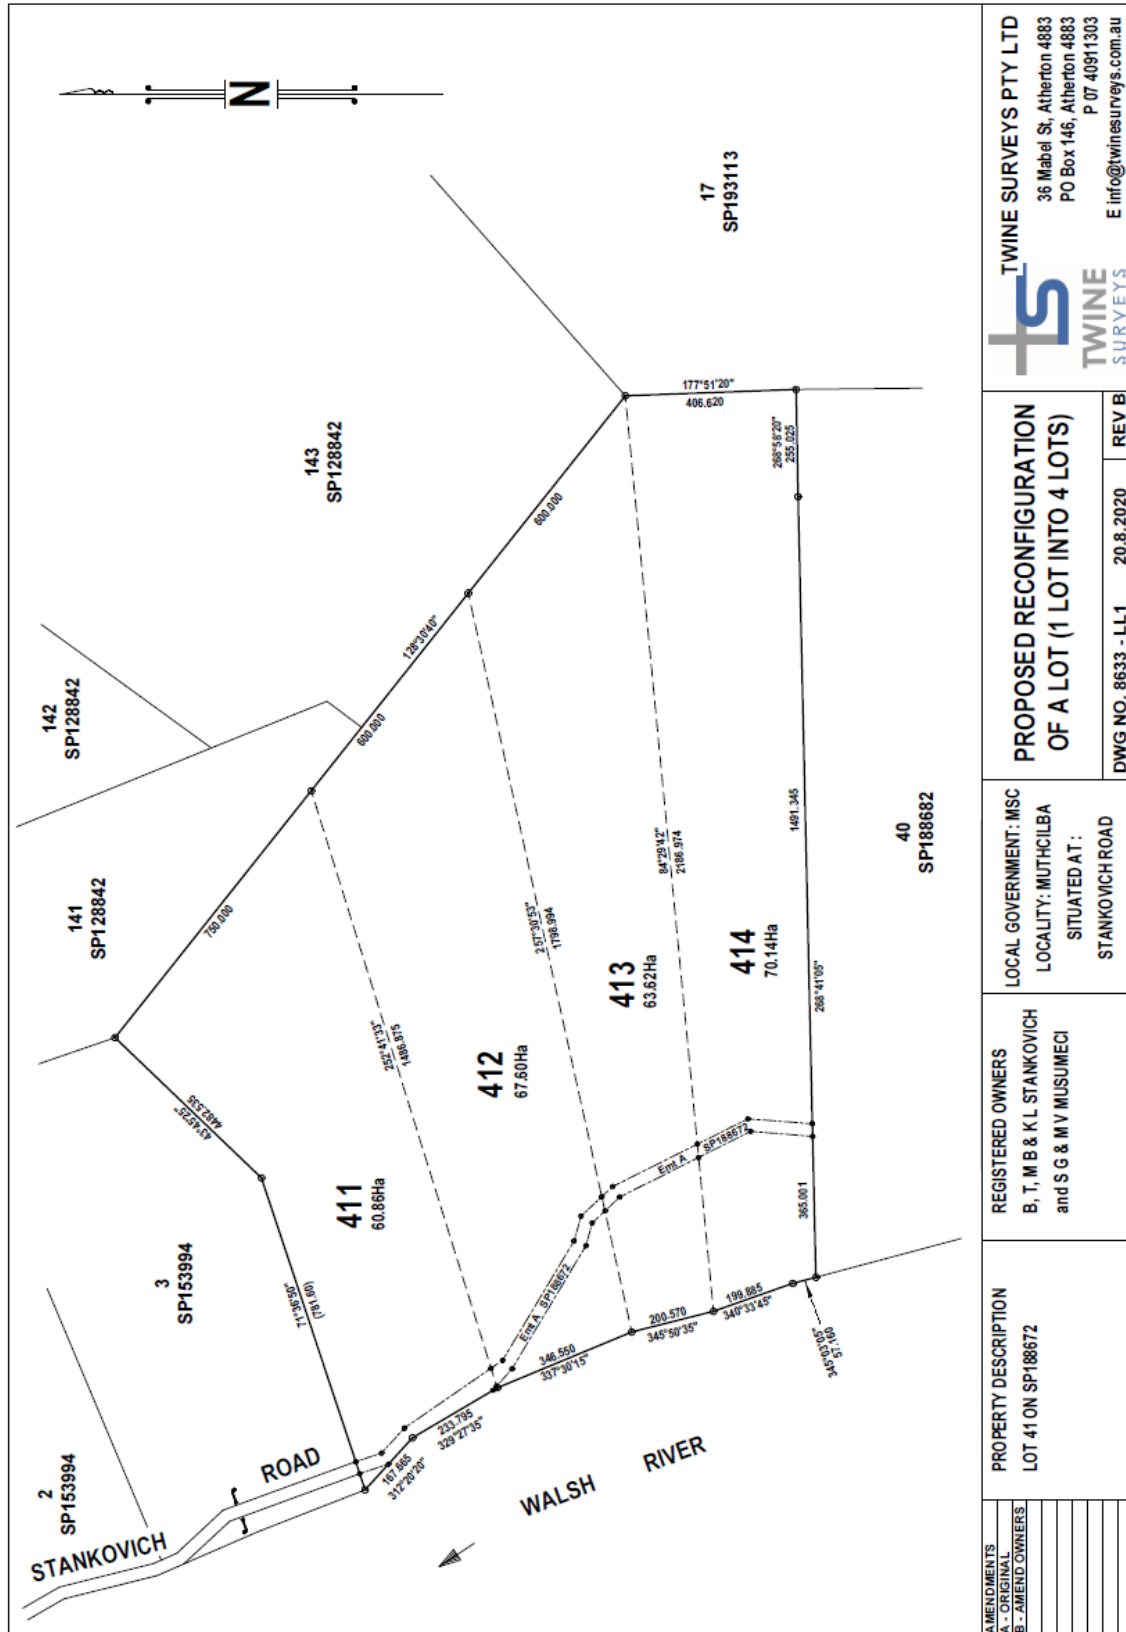 N
17
SP193113
143
SP128842
142
SP128842
141
SP128842
3
SP153994
2
SP153994
40
SP188682
177°51'20"
406.620
268°58'20"
255.025
600.000
128°30'40"
600.000
750.000
43°45'25"
4482.535
71°36'50"
(781.60)
252°41'33"
1486.875
257°30'53"
1798.994
84°29'42"
2186.974
1491.345
268°41'05"
365.001
411
60.86Ha
412
67.60Ha
413
63.62Ha
414
70.14Ha
Emt A SP188672
Emt A SP188672
167.665
312°20'20"
233.795
329°27'35"
346.550
337°30'15"
200.570
345°50'35"
199.885
340°33'45"
345°03'05"
57.160
STANKOVICH ROAD
WALSH RIVER
AMENDMENTS
A - ORIGINAL
B - AMEND OWNERS
PROPERTY DESCRIPTION
LOT 41 ON SP188672
REGISTERED OWNERS
B, T, M B & K L STANKOVICH
and S G & M V MUSUMECI
LOCAL GOVERNMENT: MSC
LOCALITY: MUTHCILBA
SITUATED AT :
STANKOVICH ROAD
PROPOSED RECONFIGURATION
OF A LOT (1 LOT INTO 4 LOTS)
DWG NO. 8633 - LL1 20.8.2020 REV B
TWINE SURVEYS PTY LTD
36 Mabel St, Atherton 4883
PO Box 146, Atherton 4883
P 07 40911303
E info@twinesurveys.com.au
TS
TWINE
SURVEYS